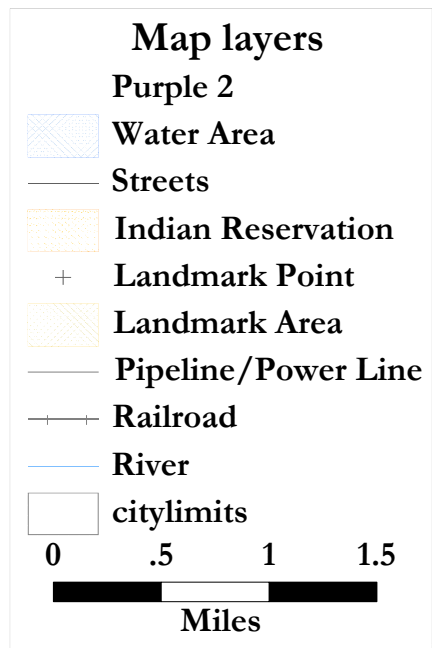 Map layers
Purple 2
Water Area
Streets
Indian Reservation
Landmark Point
Landmark Area
Pipeline/Power Line
Railroad
River
citylimits
0 .5 1 1.5
Miles